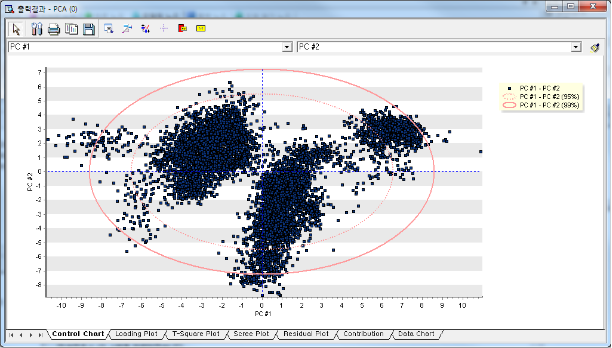 출력결과 - PCA (0)
PC #1
PC #2
PC #1 - PC #2
PC #1 - PC #2 (95%)
PC #1 - PC #2 (99%)
7
6
5
4
3
2
1
0
-1
-2
-3
-4
-5
-6
-7
-8
PC #2
-10 -9 -8 -7 -6 -5 -4 -3 -2 -1 0 1 2 3 4 5 6 7 8 9 10
PC #1
Control Chart Loading Plot T-Square Plot Scree Plot Residual Plot Contribution Data Chart